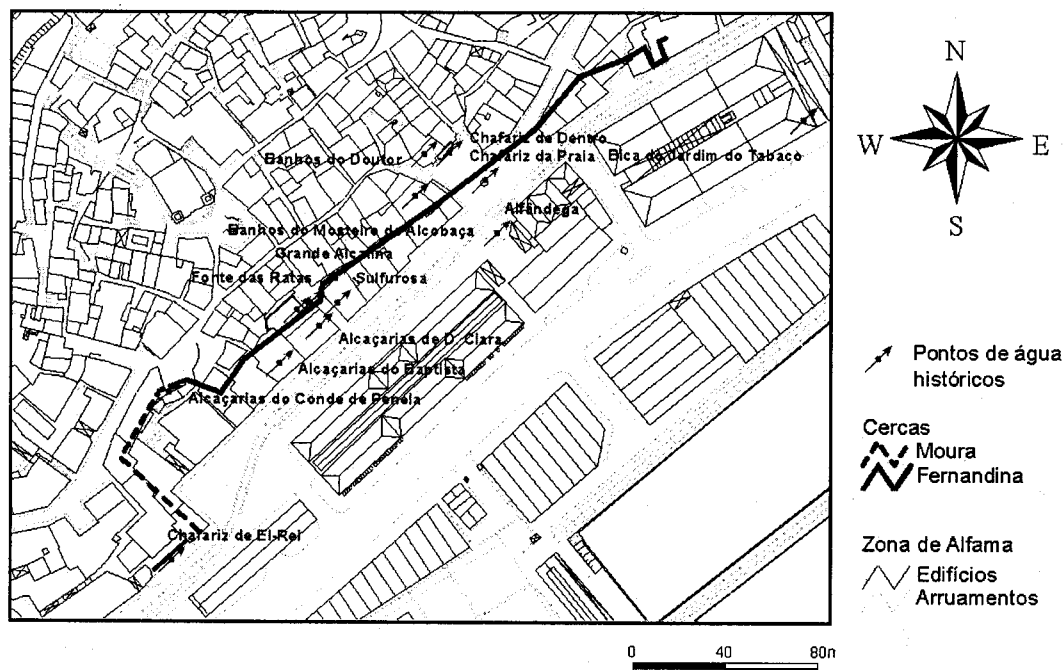 Chafariz de Dentro
Banhos do Doutor
Chafariz da Praia
Bica do Jardim do Tabaco
Alfândega
Banhos do Mosteiro de Alcobaça
Grande Alcalina
Fonte das Ratas
Sulfurosa
Alcaçarias de D. Clara
Alcaçarias do Baptista
Alcaçarias do Conde de Penela
Chafariz de El-Rei
N
W
E
S
Pontos de água
históricos
Cercas
Moura
Fernandina
Zona de Alfama
Edifícios
Arruamentos
0 40 80m